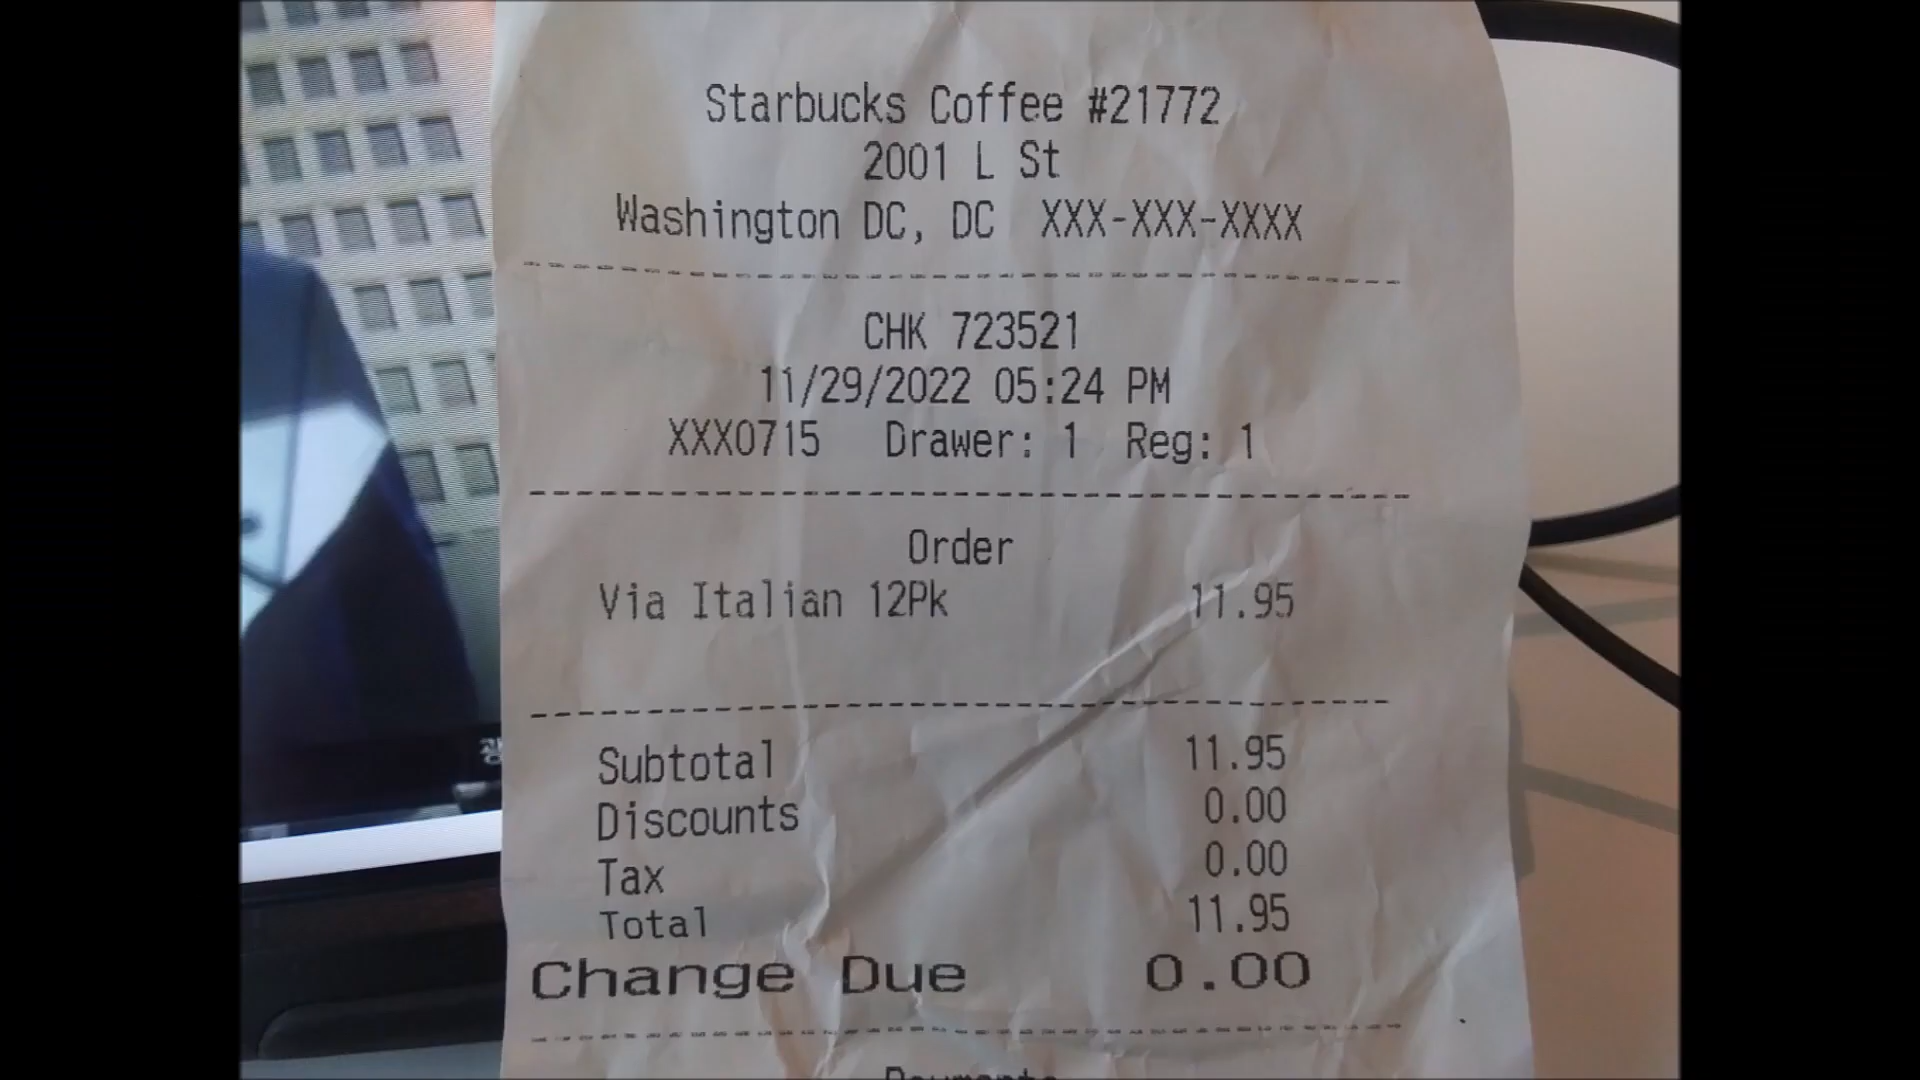 Starbucks Coffee #21772
2001 L St
Washington DC, DC XXX-XXX-XXXX
CHK 723521
11/29/2022 05:24 PM
XXX0715 Drawer: 1 Reg: 1
Order
Via Italian 12Pk 11.95
Subtotal 11.95
Discounts 0.00
Tax 0.00
Total 11.95
Change Due 0.00